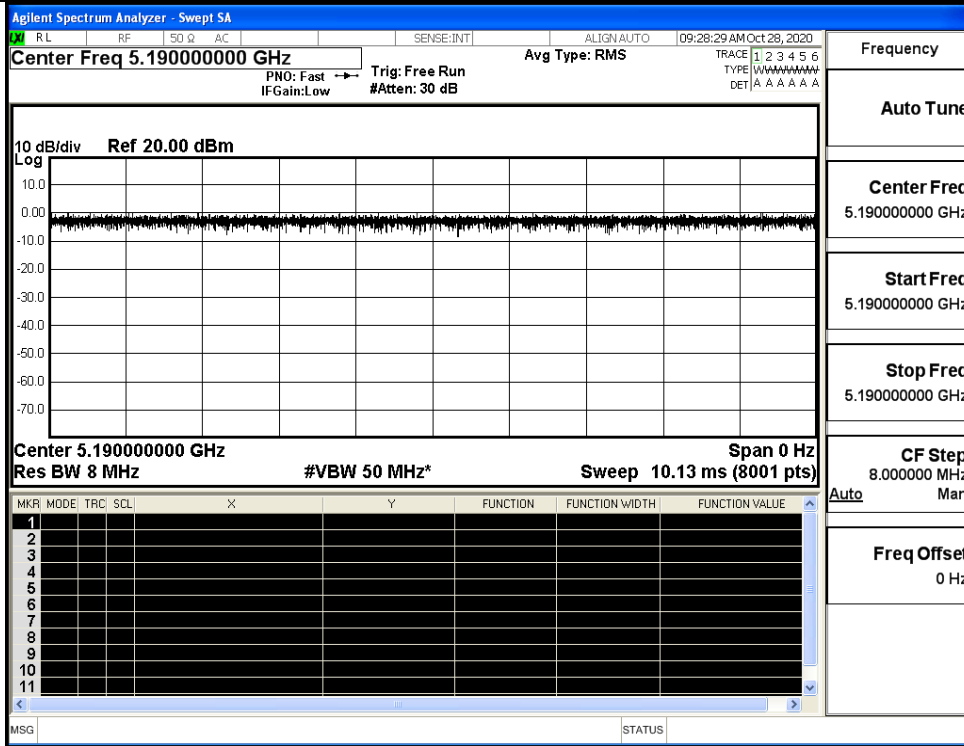 Agilent Spectrum Analyzer - Swept SA
LXI RL RF 50 Ω AC SENSE:INT ALIGN AUTO 09:28:29 AM Oct 28, 2020
Center Freq 5.190000000 GHz
PNO: Fast
IFGain:Low
Trig: Free Run
#Atten: 30 dB
Avg Type: RMS
TRACE 1 2 3 4 5 6
TYPE WWWWWW
DET A A A A A A
10 dB/div Ref 20.00 dBm
Log
10.0
0.00
-10.0
-20.0
-30.0
-40.0
-50.0
-60.0
-70.0
Center 5.190000000 GHz Span 0 Hz
Res BW 8 MHz #VBW 50 MHz* Sweep 10.13 ms (8001 pts)
MKR MODE TRC SCL X Y FUNCTION FUNCTION WIDTH FUNCTION VALUE
1
2
3
4
5
6
7
8
9
10
11
MSG STATUS
Frequency
Auto Tune
Center Freq
5.190000000 GHz
Start Freq
5.190000000 GHz
Stop Freq
5.190000000 GHz
CF Step
8.000000 MHz
Auto Man
Freq Offset
0 Hz